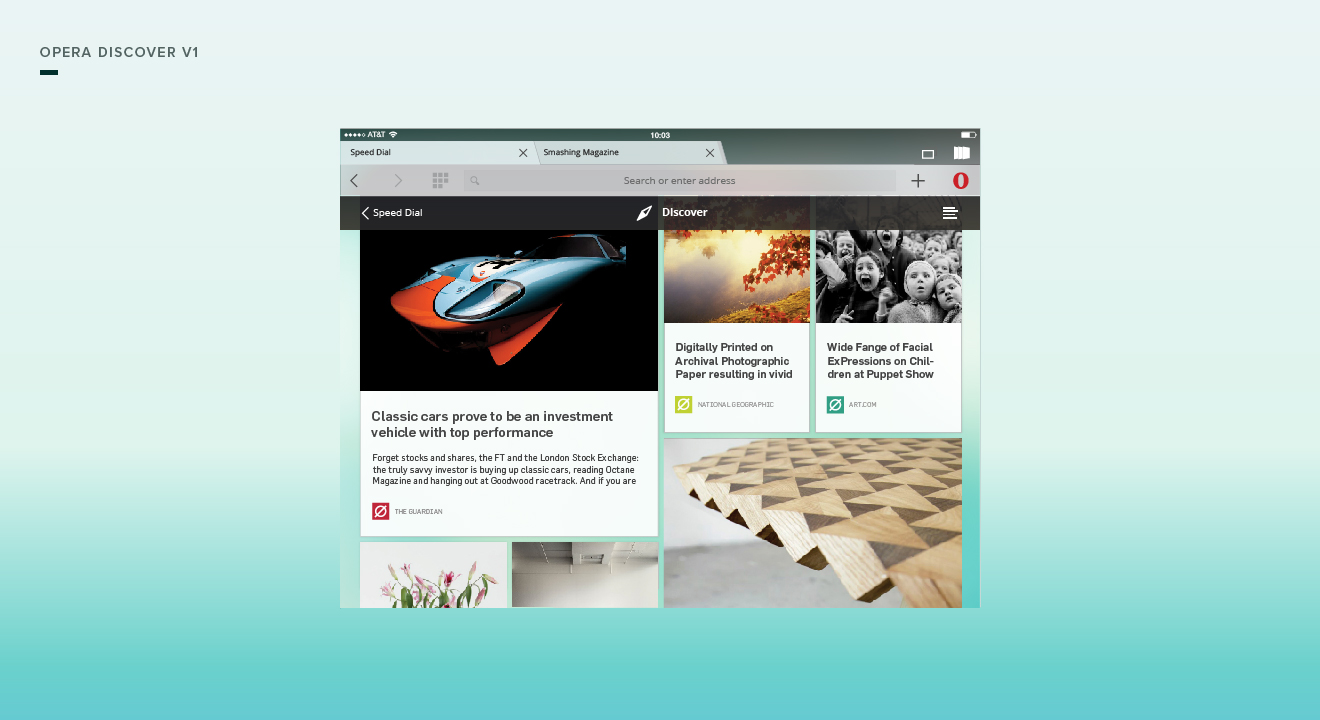 OPERA DISCOVER V1
AT&T
10:03
Speed Dial
Smashing Magazine
Search or enter address
Speed Dial
Discover
Classic cars prove to be an investment
vehicle with top performance
Forget stocks and shares, the FT and the London Stock Exchange:
the truly savvy investor is buying up classic cars, reading Octane
Magazine and hanging out at Goodwood racetrack. And if you are
THE GUARDIAN
Digitally Printed on
Archival Photographic
Paper resulting in vivid
NATIONAL GEOGRAPHIC
Wide Fange of Facial
ExPressions on Chil-
dren at Puppet Show
ART.COM